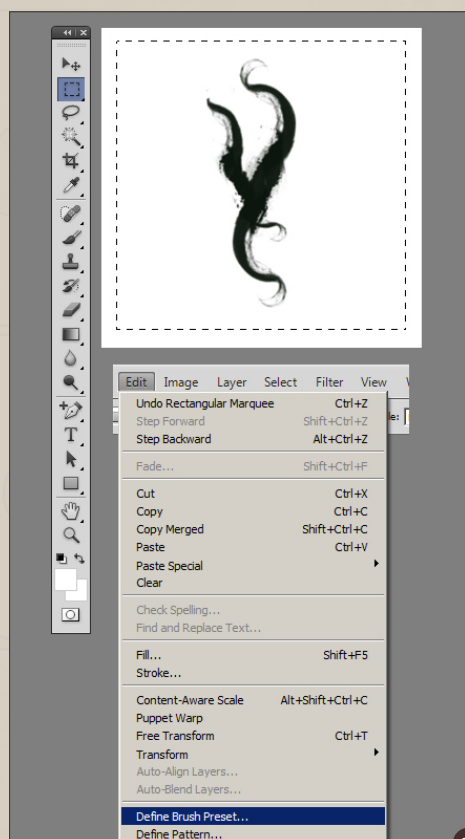 Edit Image Layer Select Filter View
Undo Rectangular Marquee Ctrl+Z
Step Forward Shift+Ctrl+Z
Step Backward Alt+Ctrl+Z
Fade... Shift+Ctrl+F
Cut Ctrl+X
Copy Ctrl+C
Copy Merged Shift+Ctrl+C
Paste Ctrl+V
Paste Special
Clear
Check Spelling...
Find and Replace Text...
Fill... Shift+F5
Stroke...
Content-Aware Scale Alt+Shift+Ctrl+C
Puppet Warp
Free Transform Ctrl+T
Transform
Auto-Align Layers...
Auto-Blend Layers...
Define Brush Preset...
Define Pattern...